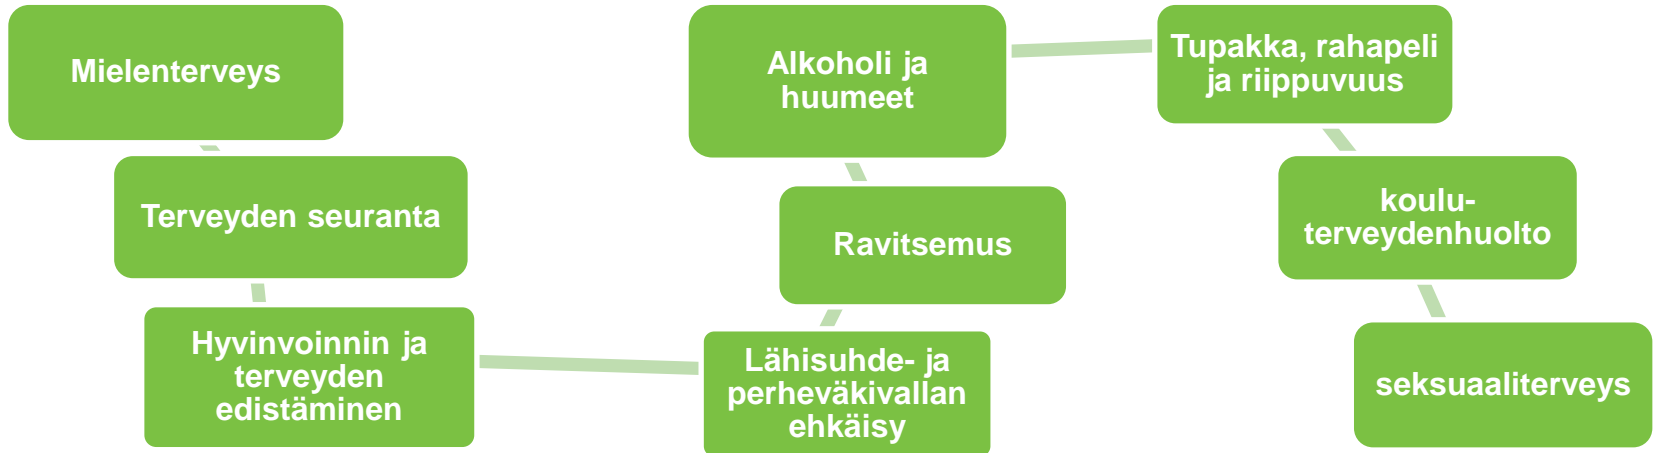 Mielenterveys
Terveyden seuranta
Hyvinvoinnin ja
terveyden
edistäminen
Lähisuhde- ja
perheväkivallan
ehkäisy
Ravitsemus
Alkoholi ja
huumeet
Tupakka, rahapeli
ja riippuvuus
koulu-
terveydenhuolto
seksuaaliterveys